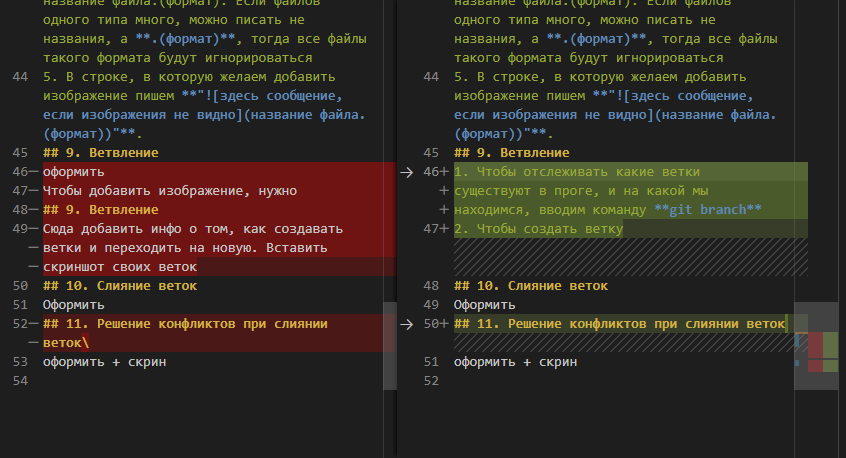 название файла.(формат). Если файлов
одного типа много, можно писать не
названия, а **.(формат)**, тогда все файлы
такого формата будут игнорироваться
44 5. В строке, в которую желаем добавить
изображение пишем **"![здесь сообщение,
если изображения не видно](название файла.
(формат))"**.
45 ## 9. Ветвление
46— оформить
47— Чтобы добавить изображение, нужно
48— ## 9. Ветвление
49— Сюда добавить инфо о том, как создавать
— ветки и переходить на новую. Вставить
— скриншот своих веток
50 ## 10. Слияние веток
51 Оформить
52— ## 11. Решение конфликтов при слиянии
— веток\
53 оформить + скрин
54
название файла.(формат). Если файлов
одного типа много, можно писать не
названия, а **.(формат)**, тогда все файлы
такого формата будут игнорироваться
44 5. В строке, в которую желаем добавить
изображение пишем **"![здесь сообщение,
если изображения не видно](название файла.
(формат))"**.
45 ## 9. Ветвление
→ 46+ 1. Чтобы отслеживать какие ветки
+ существуют в проге, и на какой мы
+ находимся, вводим команду **git branch**
47+ 2. Чтобы создать ветку
48 ## 10. Слияние веток
49 Оформить
→ 50+ ## 11. Решение конфликтов при слиянии веток
51 оформить + скрин
52